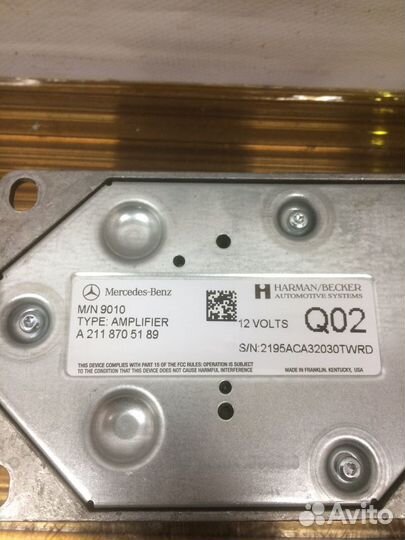 Mercedes-Benz
HARMAN/BECKER
AUTOMOTIVE SYSTEMS
M/N 9010
TYPE: AMPLIFIER
A 211 870 51 89
12 VOLTS
Q02
S/N:2195ACA32030TWRD
THIS DEVICE COMPLIES WITH PART 15 OF THE FCC RULES: OPERATION IS
SUBJECT TO THE CONDITION THAT THIS DEVICE DOES NOT CAUSE HARMFUL INTERFERENCE
MADE IN FRANKLIN, KENTUCKY, USA
Avito